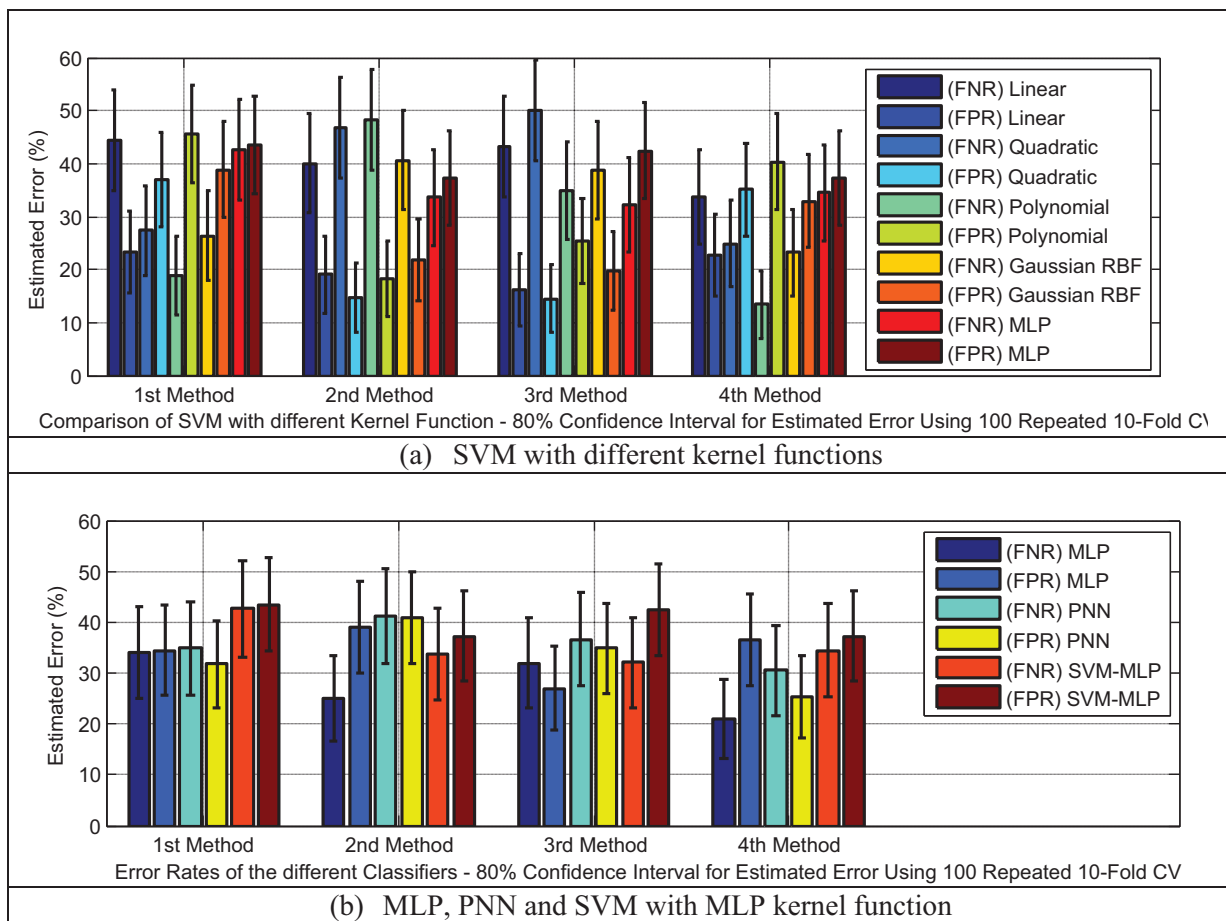 60
50
40
30
20
10
0
Estimated Error (%)
(FNR) Linear
(FPR) Linear
(FNR) Quadratic
(FPR) Quadratic
(FNR) Polynomial
(FPR) Polynomial
(FNR) Gaussian RBF
(FPR) Gaussian RBF
(FNR) MLP
(FPR) MLP
1st Method 2nd Method 3rd Method 4th Method
Comparison of SVM with different Kernel Function - 80% Confidence Interval for Estimated Error Using 100 Repeated 10-Fold CV
(a) SVM with different kernel functions
60
50
40
30
20
10
0
Estimated Error (%)
(FNR) MLP
(FPR) MLP
(FNR) PNN
(FPR) PNN
(FNR) SVM-MLP
(FPR) SVM-MLP
1st Method 2nd Method 3rd Method 4th Method
Error Rates of the different Classifiers - 80% Confidence Interval for Estimated Error Using 100 Repeated 10-Fold CV
(b) MLP, PNN and SVM with MLP kernel function